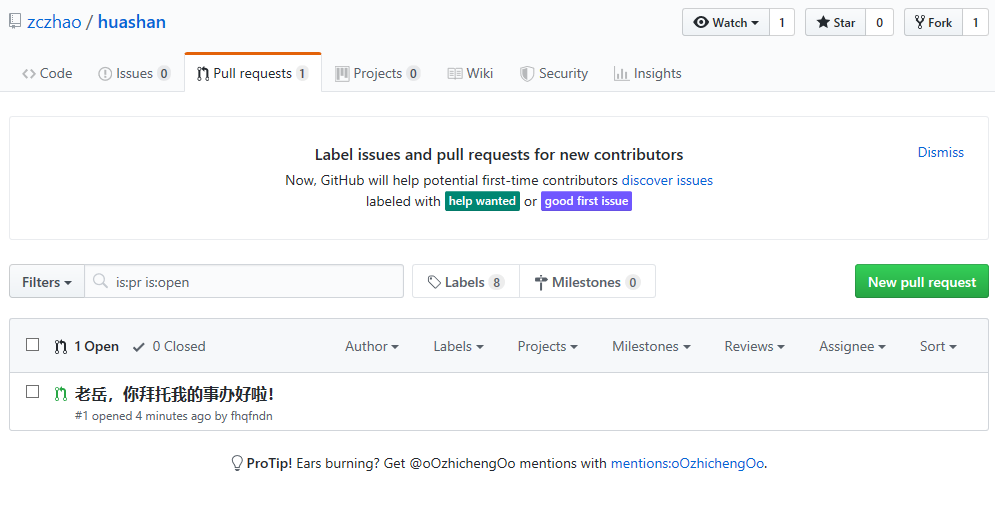 zczhao / huashan
Watch 1 Star 0 Fork 1
Code Issues 0 Pull requests 1 Projects 0 Wiki Security Insights
Label issues and pull requests for new contributors
Dismiss
Now, GitHub will help potential first-time contributors discover issues
labeled with help wanted or good first issue
Filters is:pr is:open Labels 8 Milestones 0 New pull request
1 Open 0 Closed Author Labels Projects Milestones Reviews Assignee Sort
老岳，你拜托我的事办好啦！
#1 opened 4 minutes ago by fhqfndn
ProTip! Ears burning? Get @oOzhichengOo mentions with mentions:oOzhichengOo.